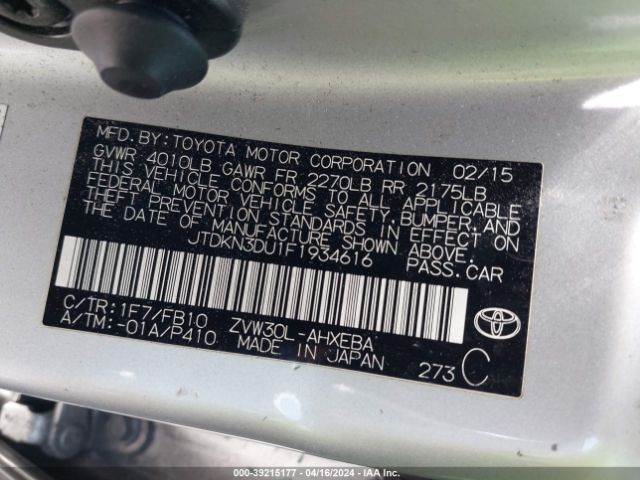 MFD. BY: TOYOTA MOTOR CORPORATION 02/15
GVWR 4010LB GAWR FR 2270LB RR 2175LB
THIS VEHICLE CONFORMS TO ALL APPLICABLE
FEDERAL MOTOR VEHICLE SAFETY, BUMPER, AND
THEFT PREVENTION STANDARDS IN EFFECT ON
THE DATE OF MANUFACTURE SHOWN ABOVE.
JTDKN3DU1F1934616 PASS. CAR
C/TR: 1F7/FB10 ZVW30L-AHXEBA
A/TM: -01A/P410 MADE IN JAPAN
273 C
000-39215177 - 04/16/2024 - IAA Inc.